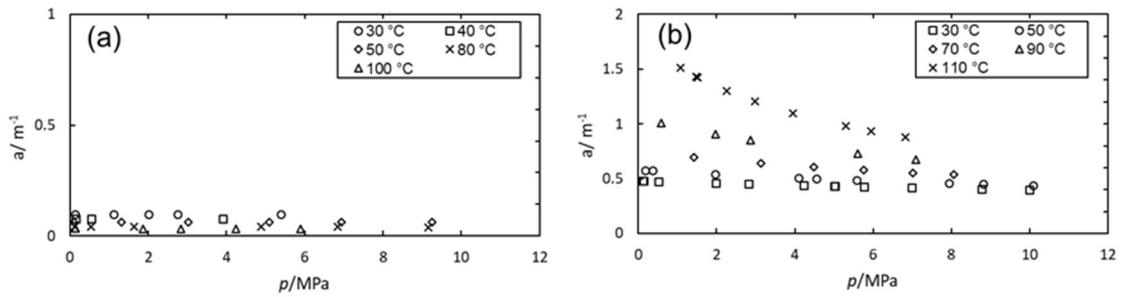 (a)
30 °C 40 °C
50 °C 80 °C
100 °C
1
0.5
0
a/ m⁻¹
0 2 4 6 8 10 12
p/MPa
(b)
30 °C 50 °C
70 °C 90 °C
110 °C
2
1.5
1
0.5
0
a/ m⁻¹
0 2 4 6 8 10 12
p/MPa